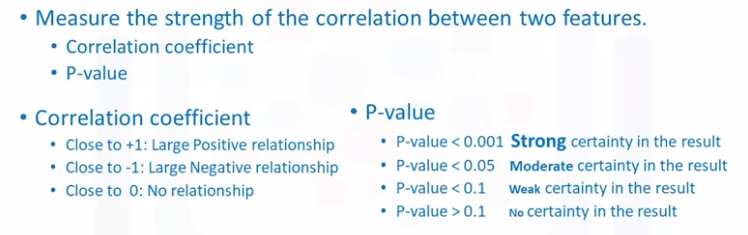 • Measure the strength of the correlation between two features.
• Correlation coefficient
• P-value
• Correlation coefficient
• Close to +1: Large Positive relationship
• Close to -1: Large Negative relationship
• Close to 0: No relationship
• P-value
• P-value < 0.001 Strong certainty in the result
• P-value < 0.05 Moderate certainty in the result
• P-value < 0.1 Weak certainty in the result
• P-value > 0.1 No certainty in the result